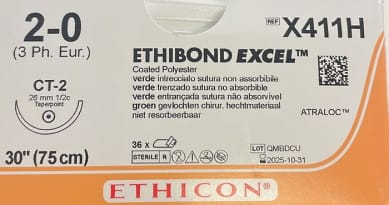 2-0
(3 Ph. Eur.)
CT-2
26 mm 1/2c
Taperpoint
30" (75 cm)
REF X411H
ETHIBOND EXCEL™
Coated Polyester
verde intrecciato sutura non assorbibile
verde trenzado sutura no absorbible
verde entrançada sutura não absorvível
groen gevlochten chirur. hechtmateriaal
niet resorbeerbaar
ATRALOC™
36 x
STERILE R
LOT QMBDCU
2025-10-31
ETHICON®